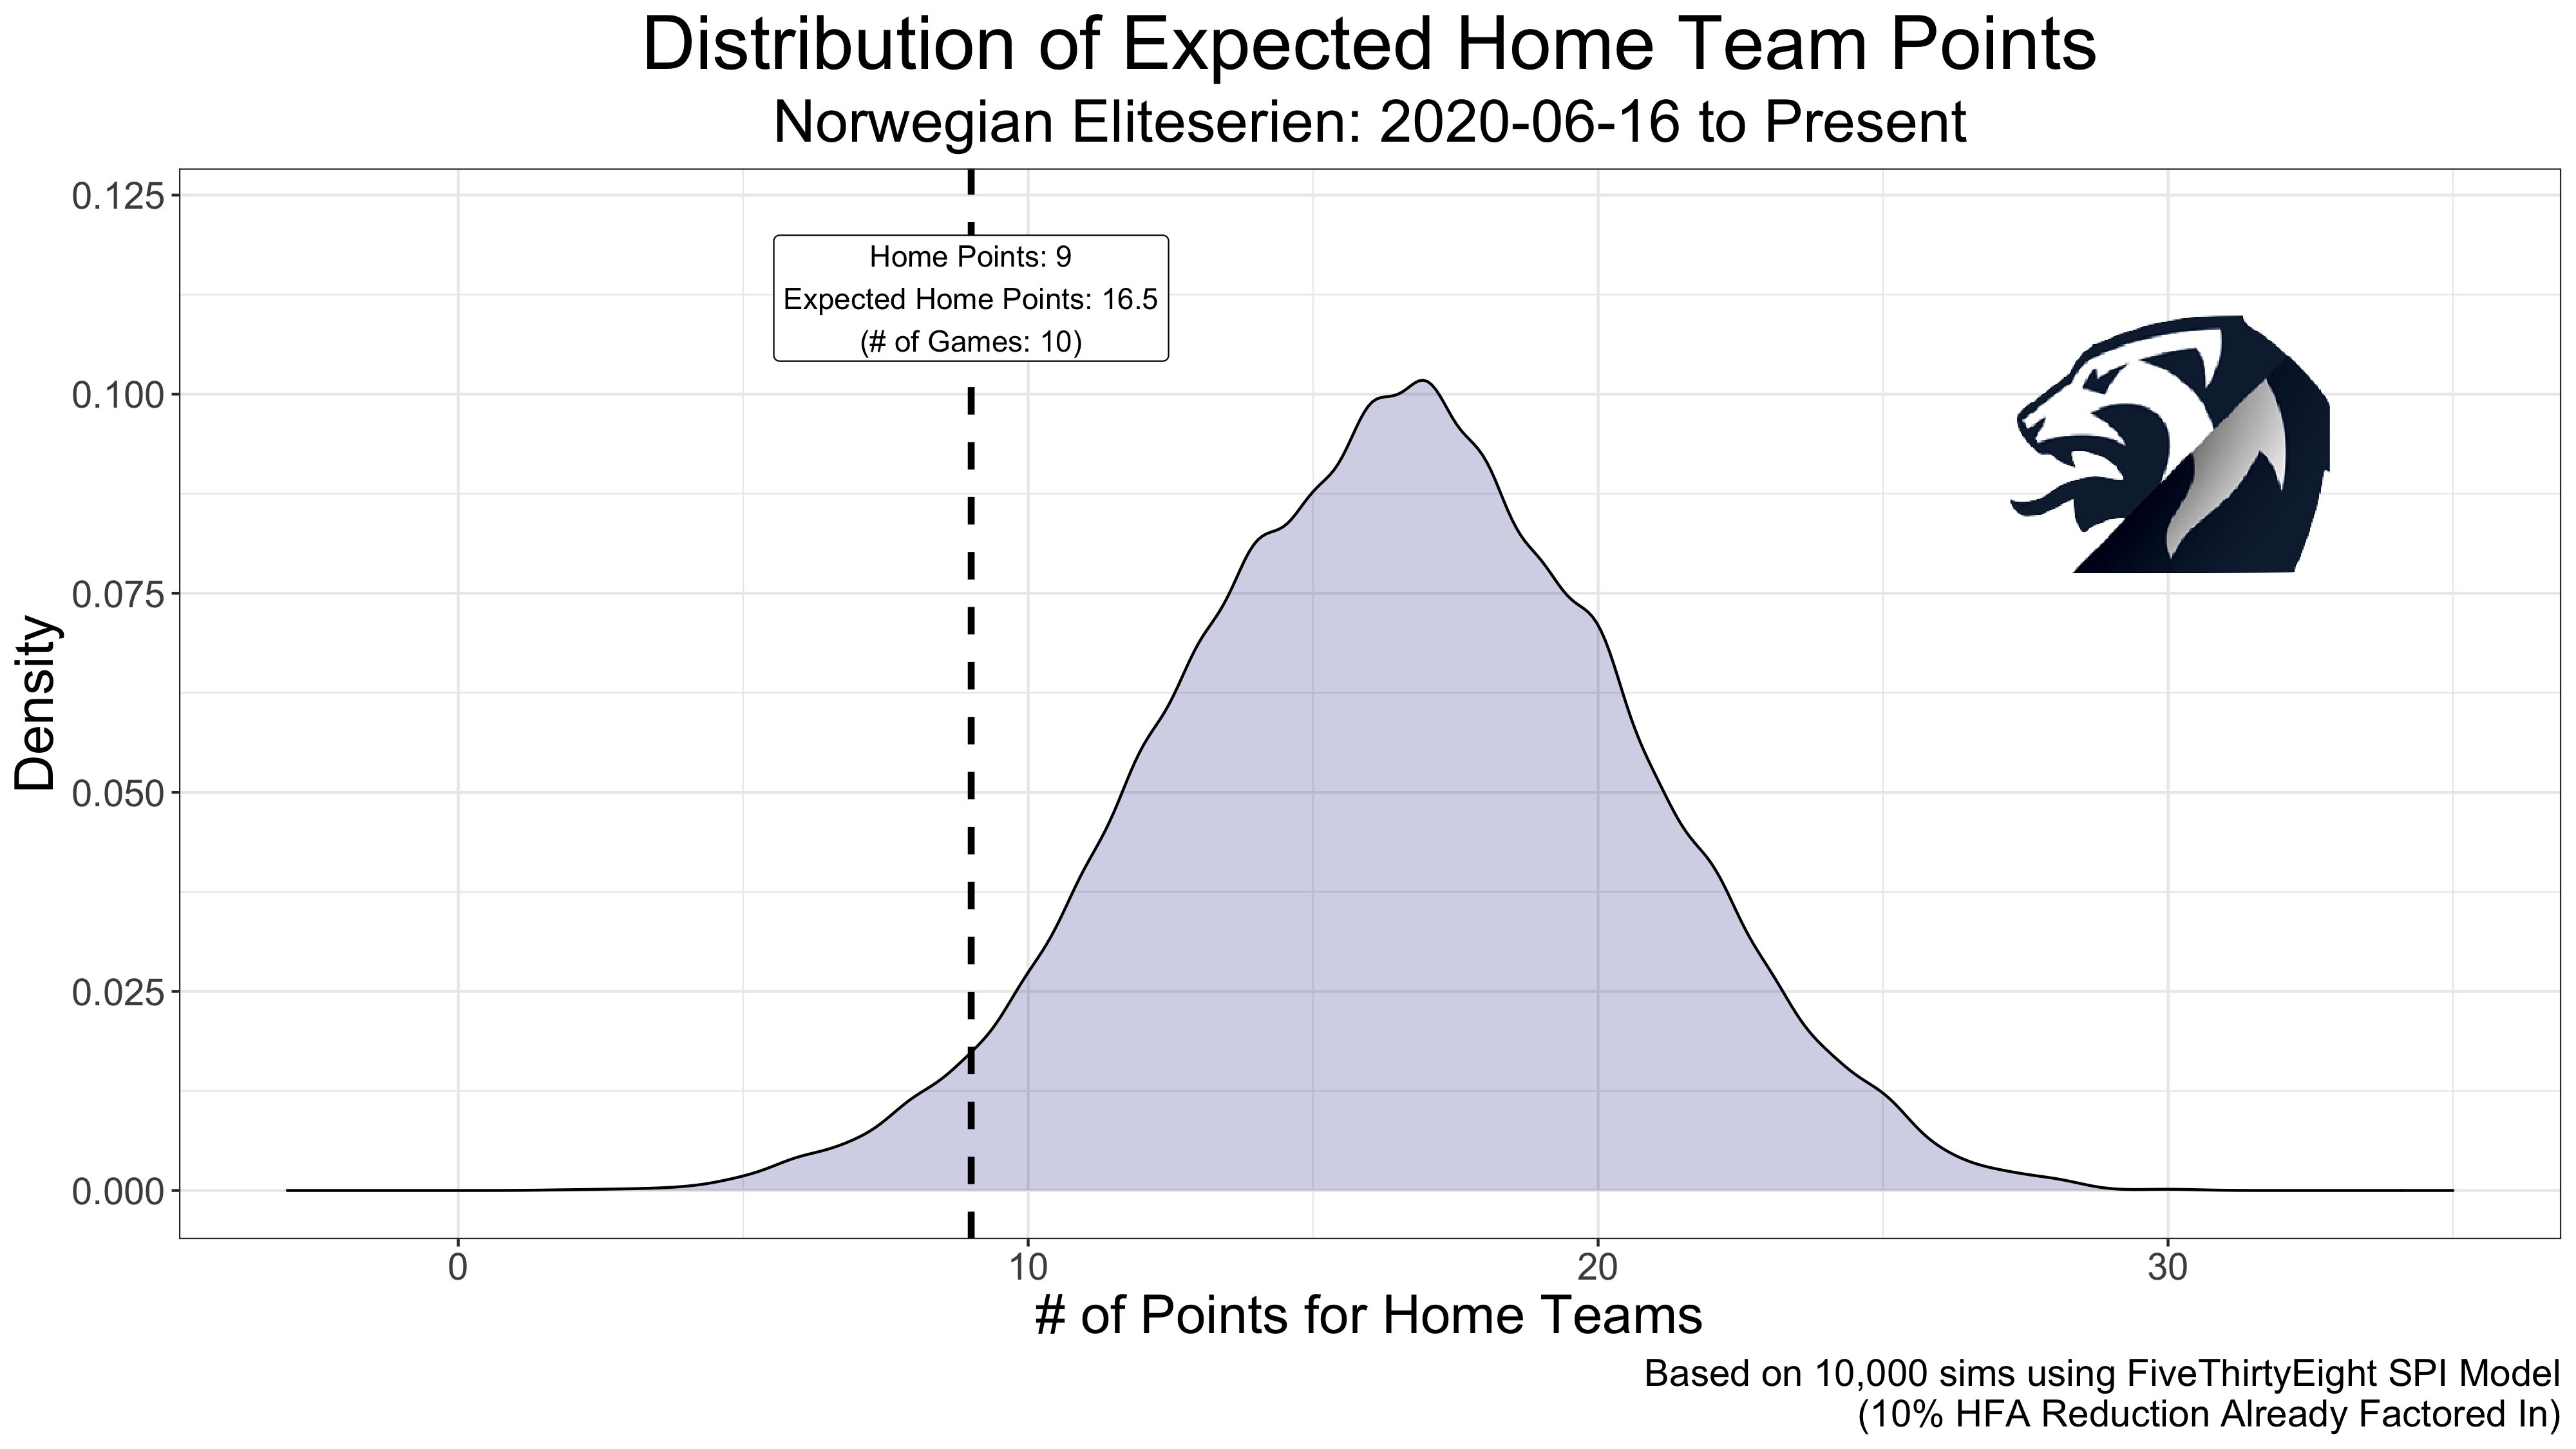 Distribution of Expected Home Team Points
Norwegian Eliteserien: 2020-06-16 to Present
0.125
0.100
0.075
0.050
0.025
0.000
Density
Home Points: 9
Expected Home Points: 16.5
(# of Games: 10)
0 10 20 30
# of Points for Home Teams
Based on 10,000 sims using FiveThirtyEight SPI Model
(10% HFA Reduction Already Factored In)